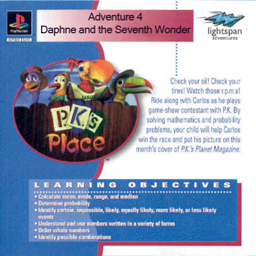 Adventure 4
Daphne and the Seventh Wonder
lightspan
ADVENTURES
PlayStation
P.K.'s
Place
Check your oil! Check your
tires! Watch those r.p.m.s!
Ride along with Carlos as he plays
game-show contestant with P.K. By
solving mathematics and probability
problems, your child will help Carlos
win the race and put his picture on this
month's cover of P.K.'s Planet Magazine.
LEARNING OBJECTIVES
• Calculate mean, mode, range, and median
• Determine probability
• Identify certain, impossible, likely, equally likely, more likely, or less likely
events
• Understand and use numbers written in a variety of forms
• Order whole numbers
• Identify possible combinations